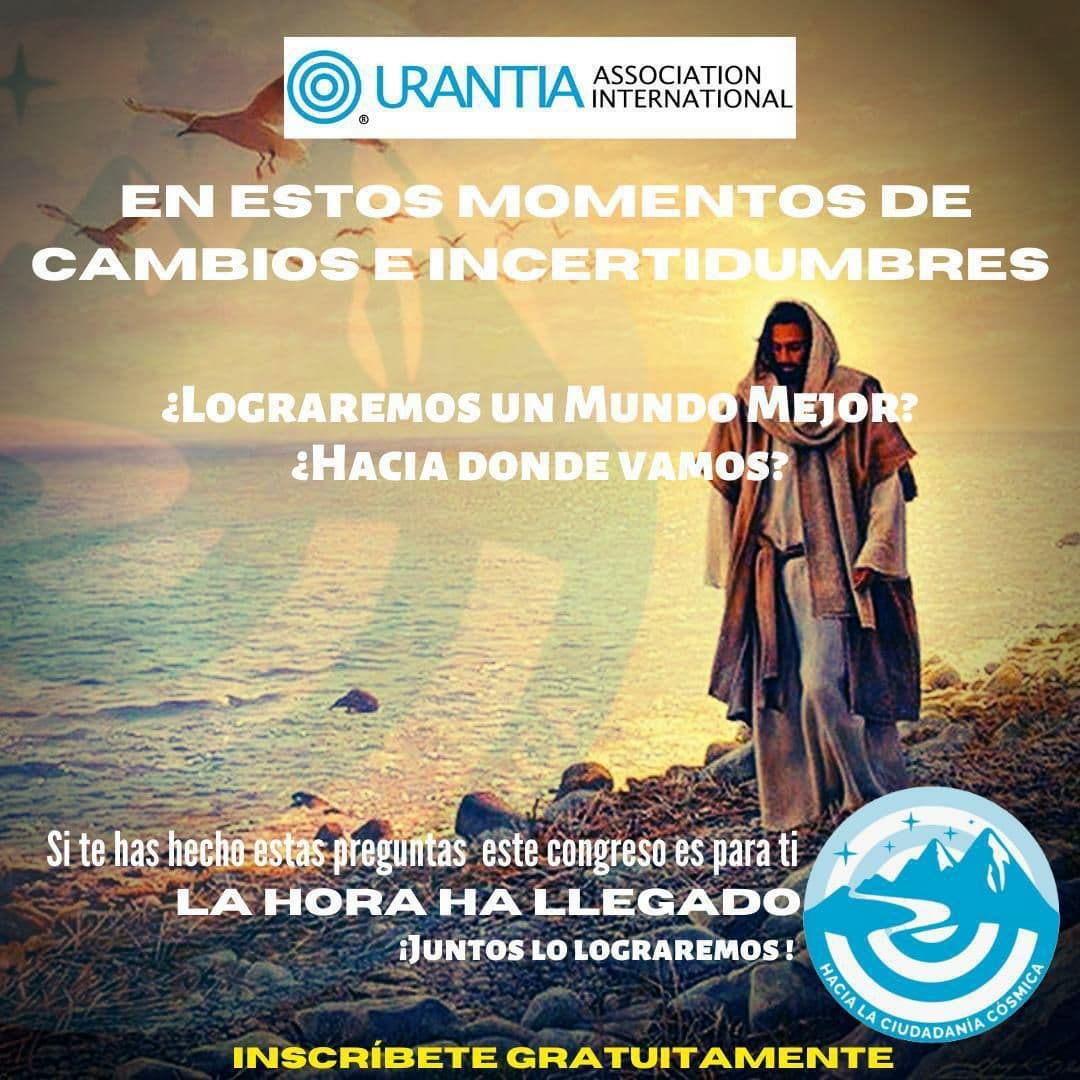 URANTIA ASSOCIATION
INTERNATIONAL
®
EN ESTOS MOMENTOS DE
CAMBIOS E INCERTIDUMBRES
¿LOGRAREMOS UN MUNDO MEJOR?
¿HACIA DONDE VAMOS?
Si te has hecho estas preguntas este congreso es para ti
LA HORA HA LLEGADO
¡JUNTOS LO LOGRAREMOS !
HACIA LA CIUDADANÍA CÓSMICA
INSCRÍBETE GRATUITAMENTE